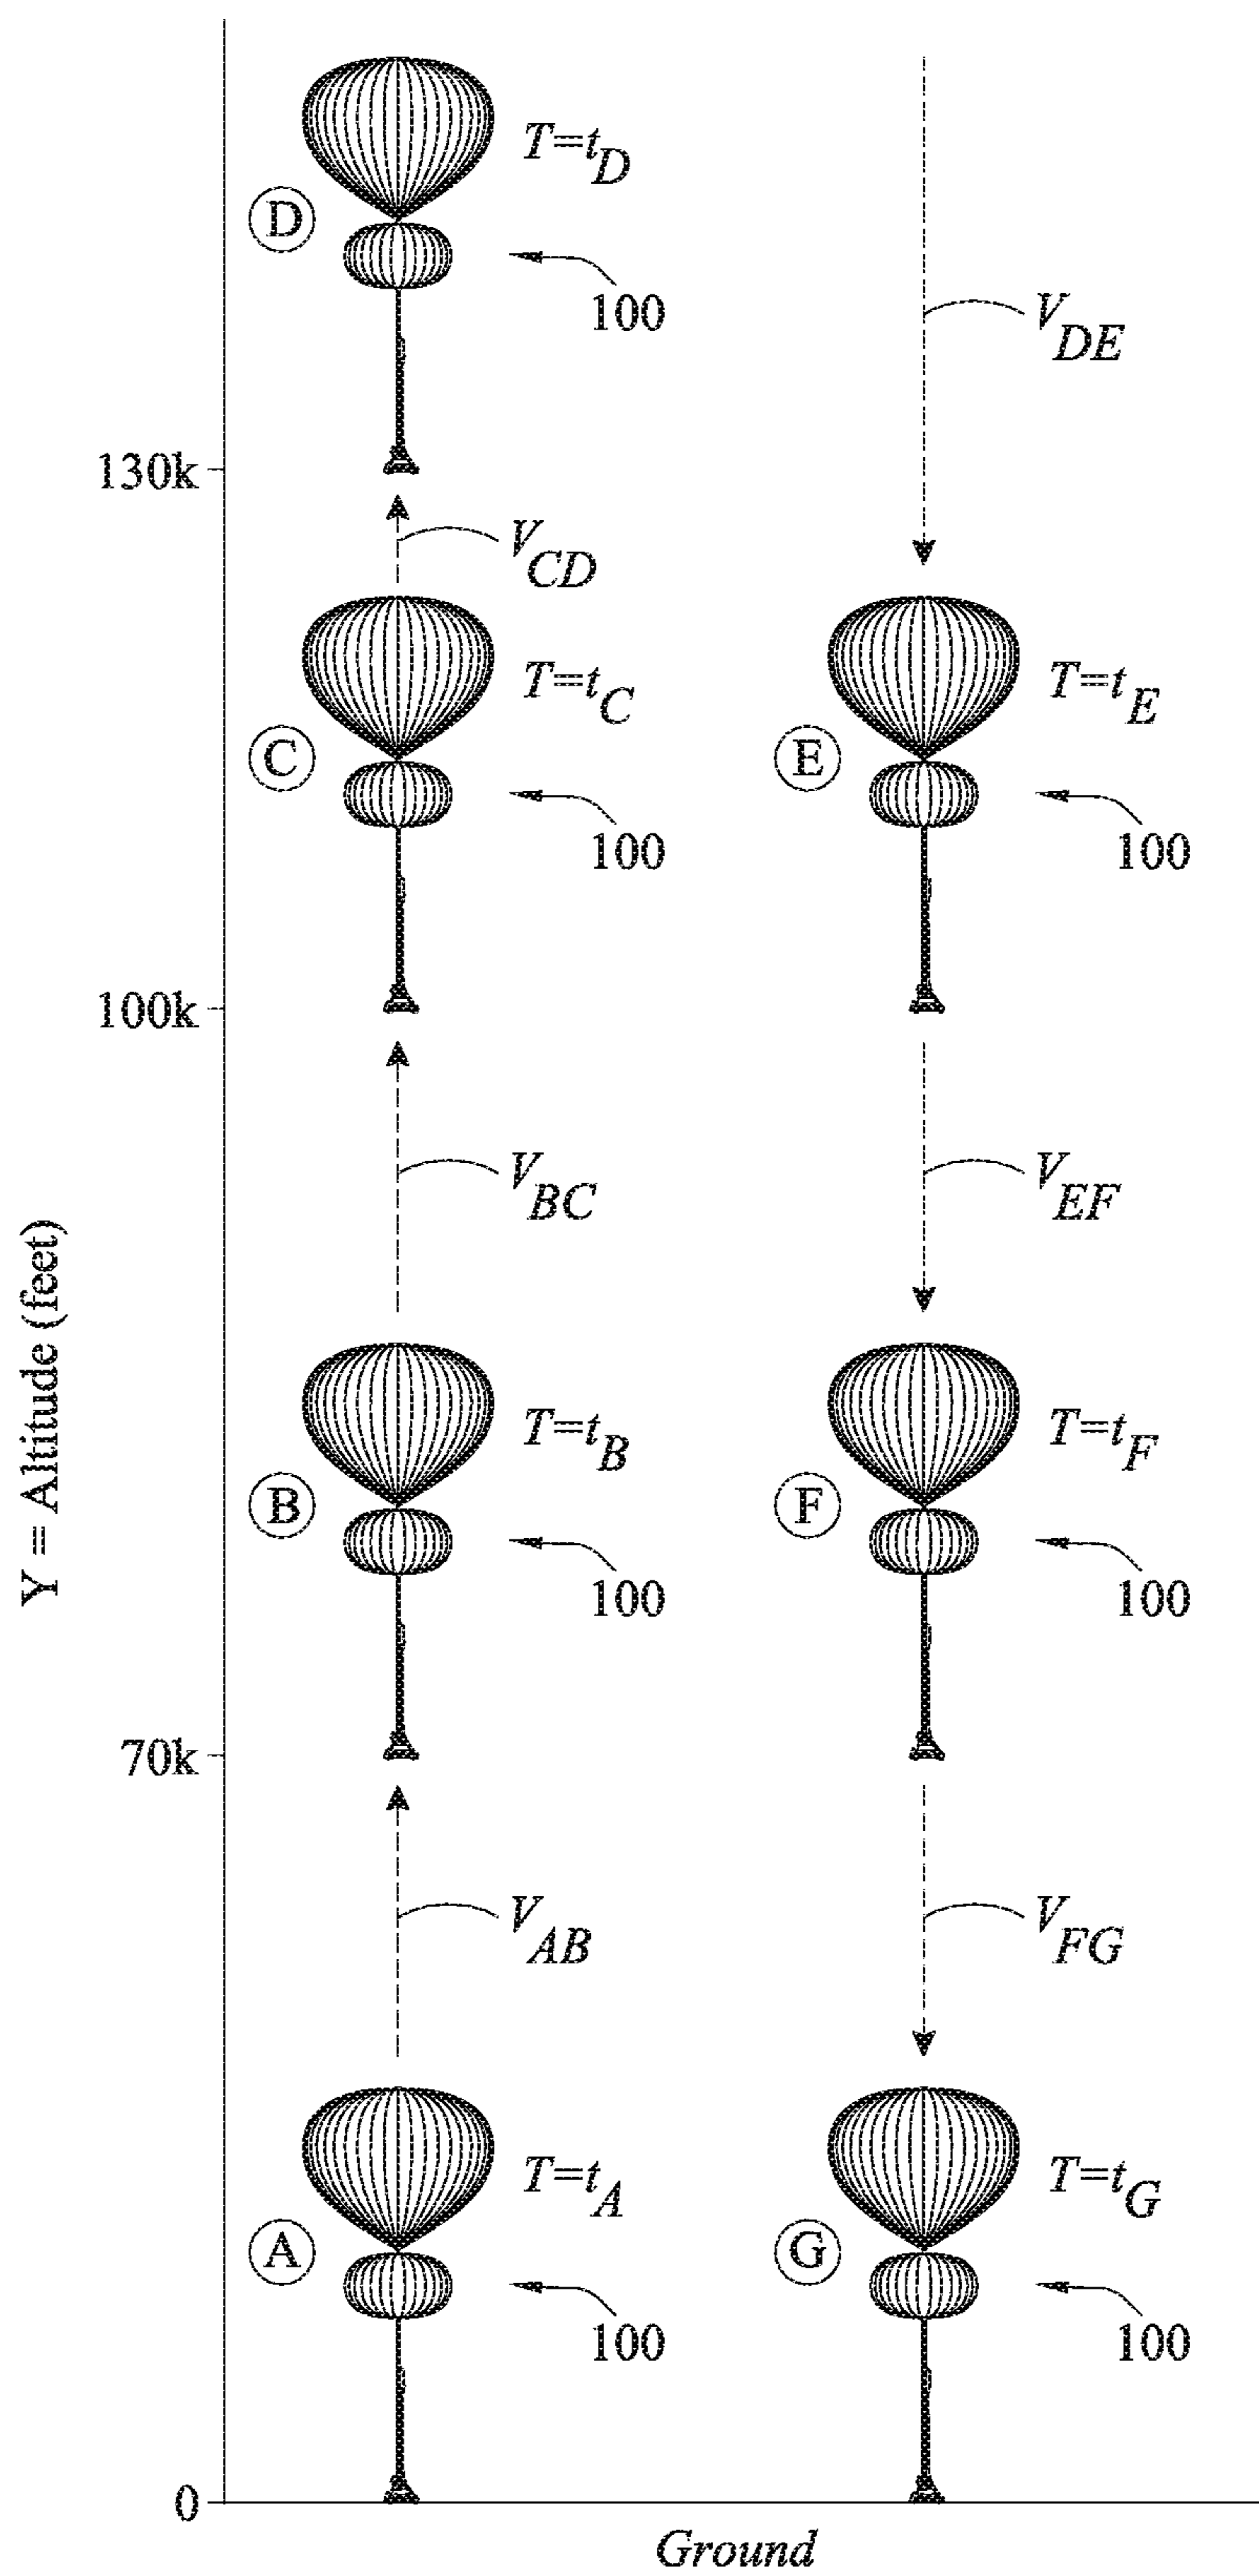 T=tD
D
100
VDE
130k
VCD
T=tC
T=tE
C
E
100
100
100k
VBC
VEF
Y = Altitude (feet)
T=tB
T=tF
B
F
100
100
70k
VAB
VFG
T=tA
T=tG
A
G
100
100
0
Ground